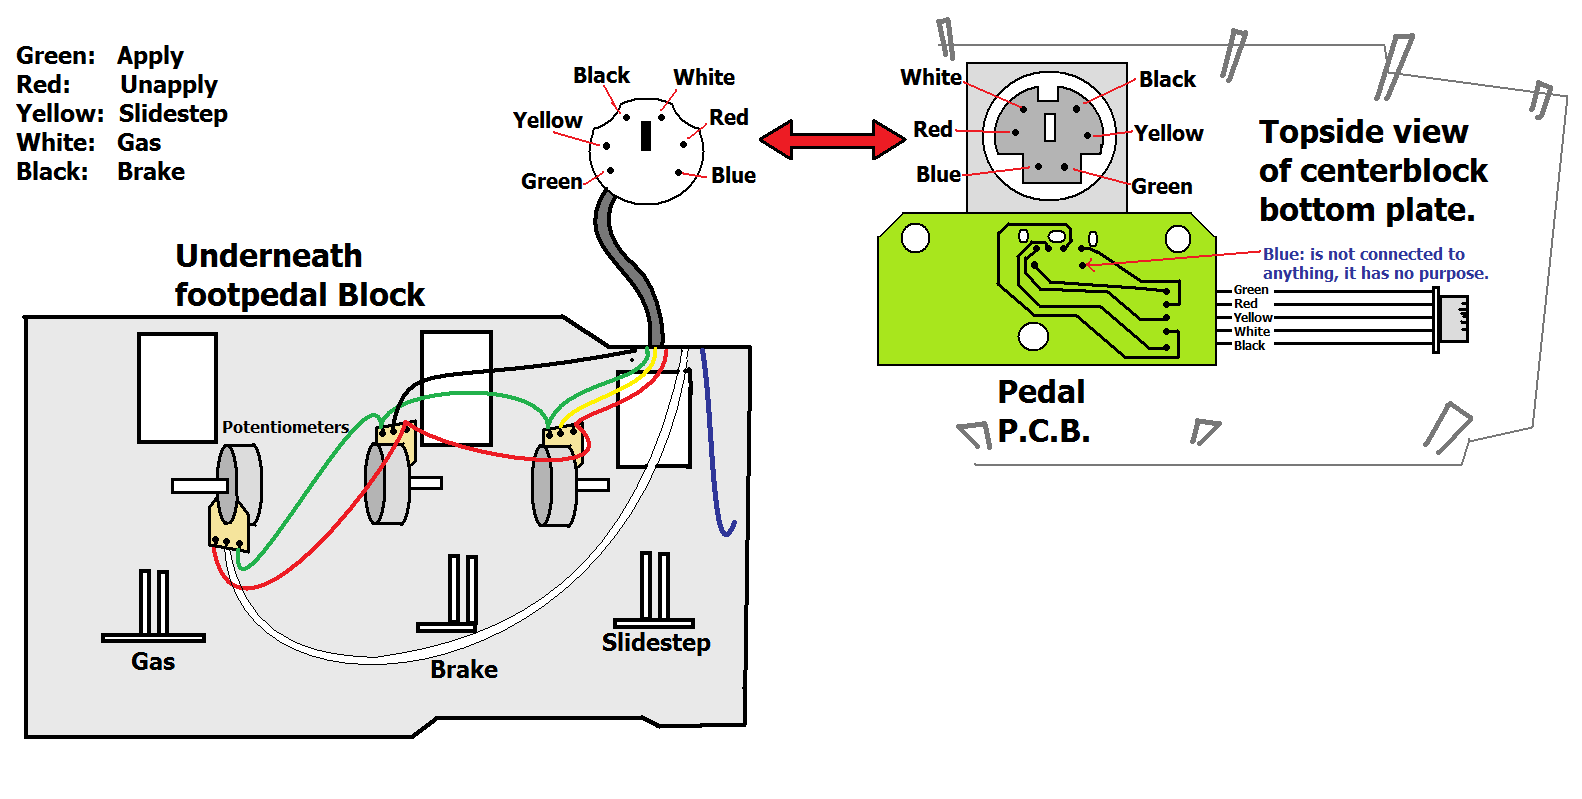 Green: Apply
Red: Unapply
Yellow: Slidestep
White: Gas
Black: Brake
Black
White
Yellow
Red
Green
Blue
White
Black
Red
Yellow
Blue
Green
Topside view
of centerblock
bottom plate.
Blue: is not connected to
anything, it has no purpose.
Green
Red
Yellow
White
Black
Pedal
P.C.B.
Underneath
footpedal Block
Potentiometers
Gas
Brake
Slidestep